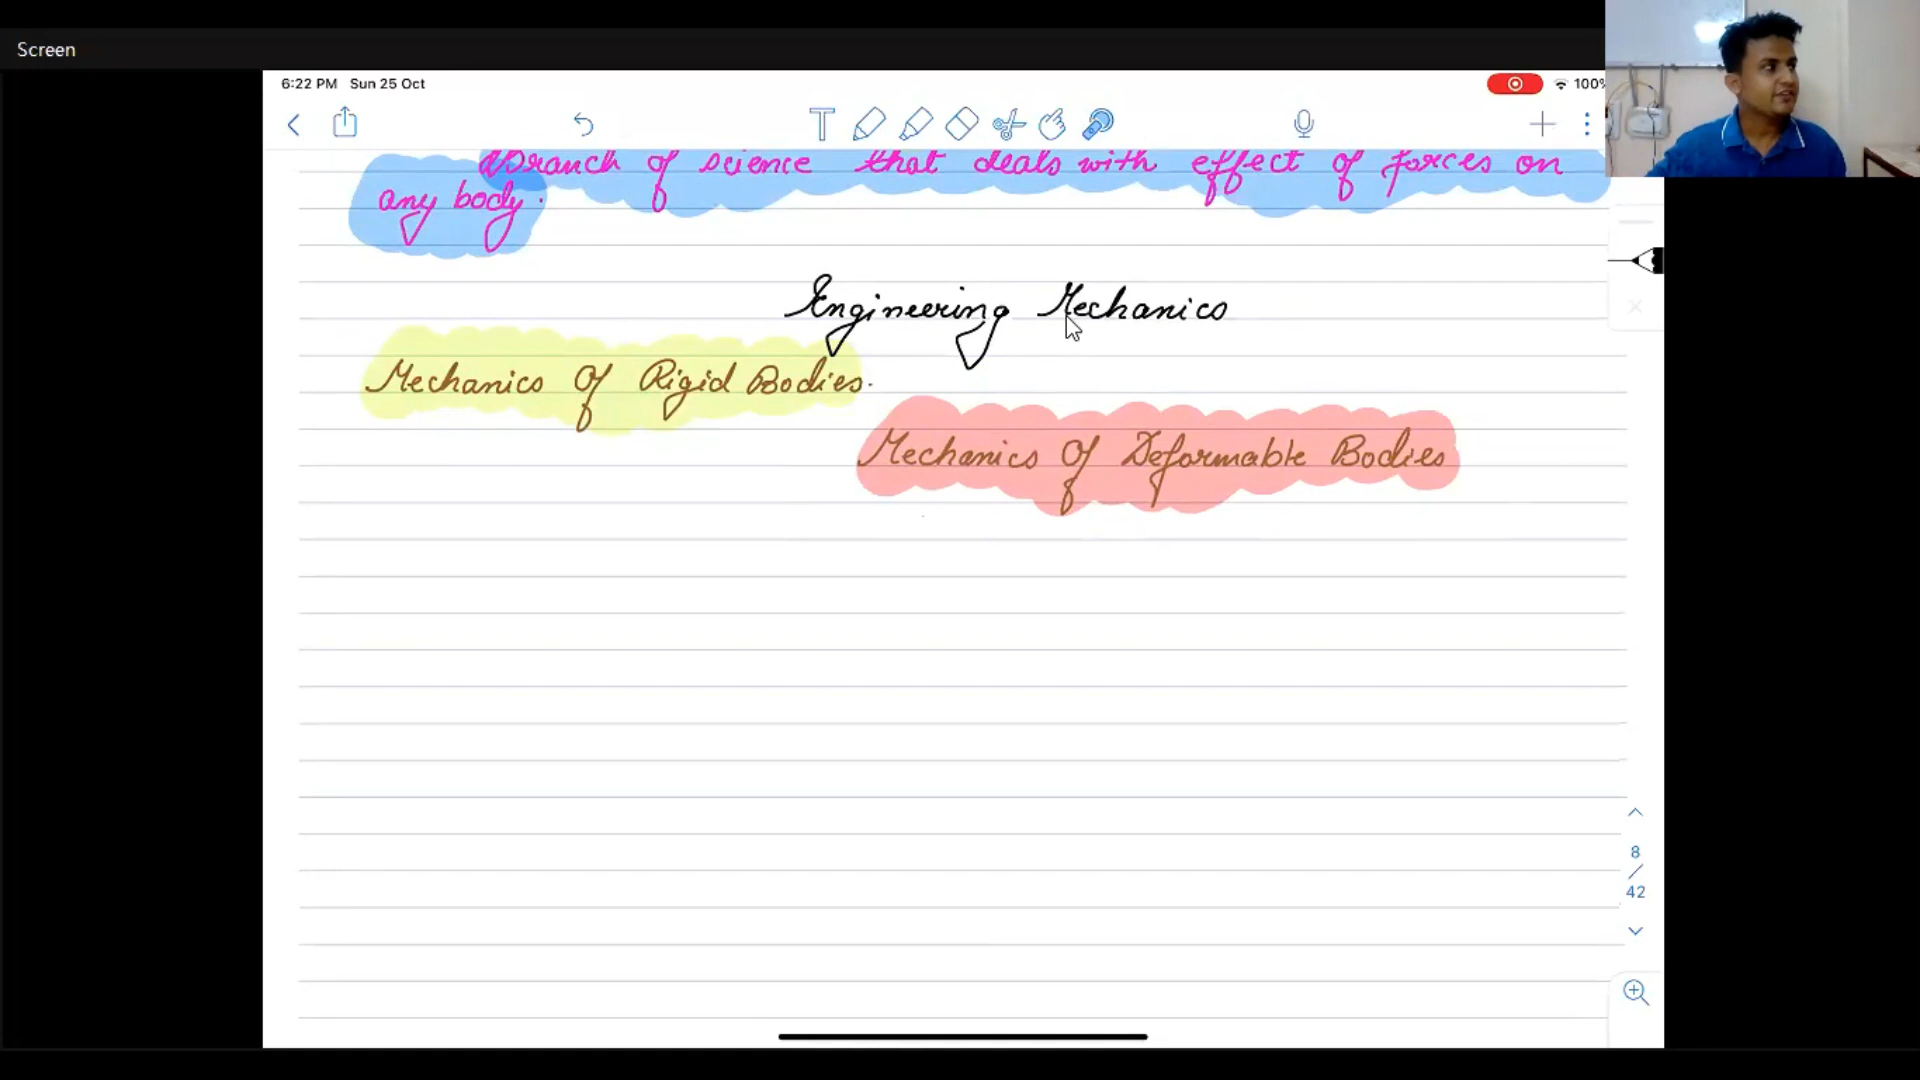 Screen
6:22 PM Sun 25 Oct
100%
Branch of science that deals with effect of forces on
any body.
Engineering Mechanics
Mechanics Of Rigid Bodies.
Mechanics Of Deformable Bodies
8
/
42